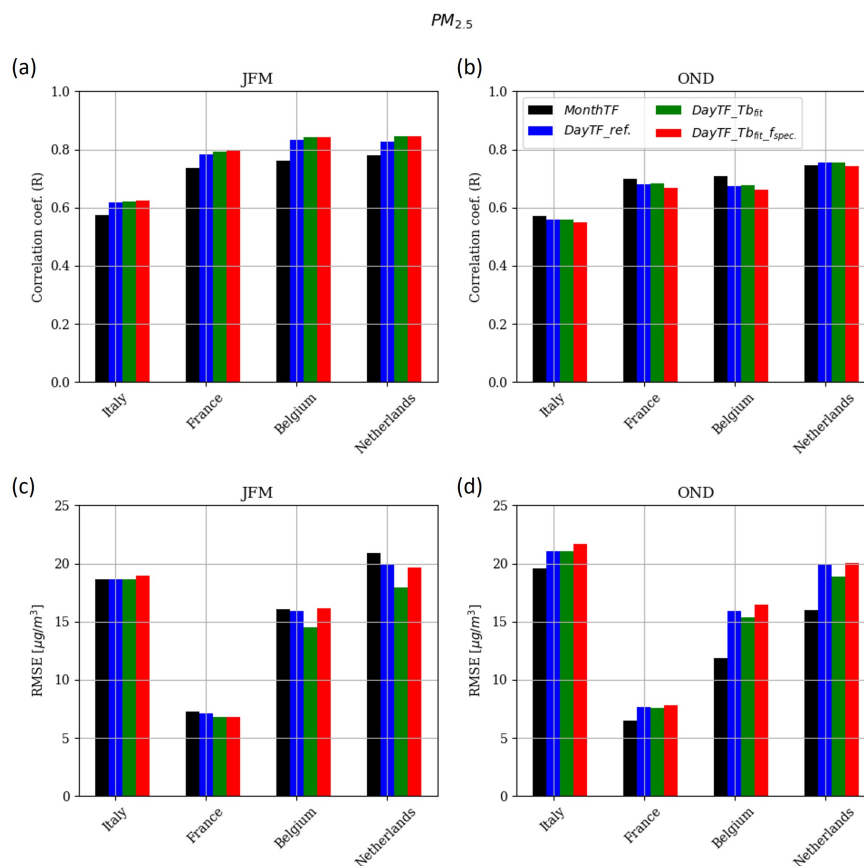 PM2.5
(a)
JFM
1.0
0.8
0.6
0.4
0.2
0.0
Correlation coef. (R)
Italy
France
Belgium
Netherlands
(b)
OND
MonthTF
DayTF_ref.
DayTF_Tbfit
DayTF_Tbfit_fspec.
1.0
0.8
0.6
0.4
0.2
0.0
Correlation coef. (R)
Italy
France
Belgium
Netherlands
(c)
JFM
25
20
15
10
5
0
RMSE [μg/m³]
Italy
France
Belgium
Netherlands
(d)
OND
25
20
15
10
5
0
RMSE [μg/m³]
Italy
France
Belgium
Netherlands